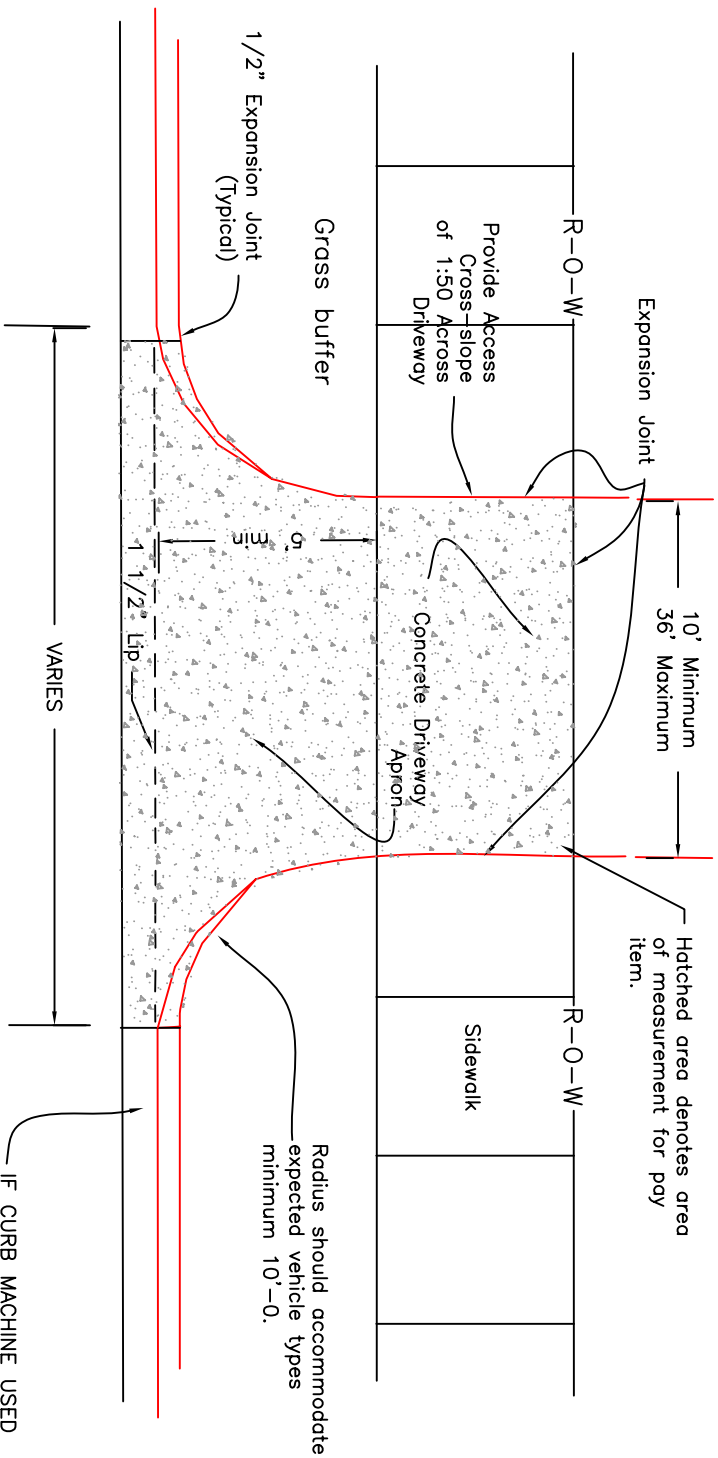 Expansion Joint
10' Minimum
36' Maximum
Hatched area denotes area
of measurement for pay
item.
R-O-W
R-O-W
Provide Access
Cross-slope
of 1:50 Across
Driveway
Sidewalk
Concrete Driveway
Apron
Grass buffer
min
1/2" Expansion Joint
(Typical)
Radius should accommodate
expected vehicle types
minimum 10'-0.
1 1/2" Lip
VARIES
IF CURB MACHINE USED